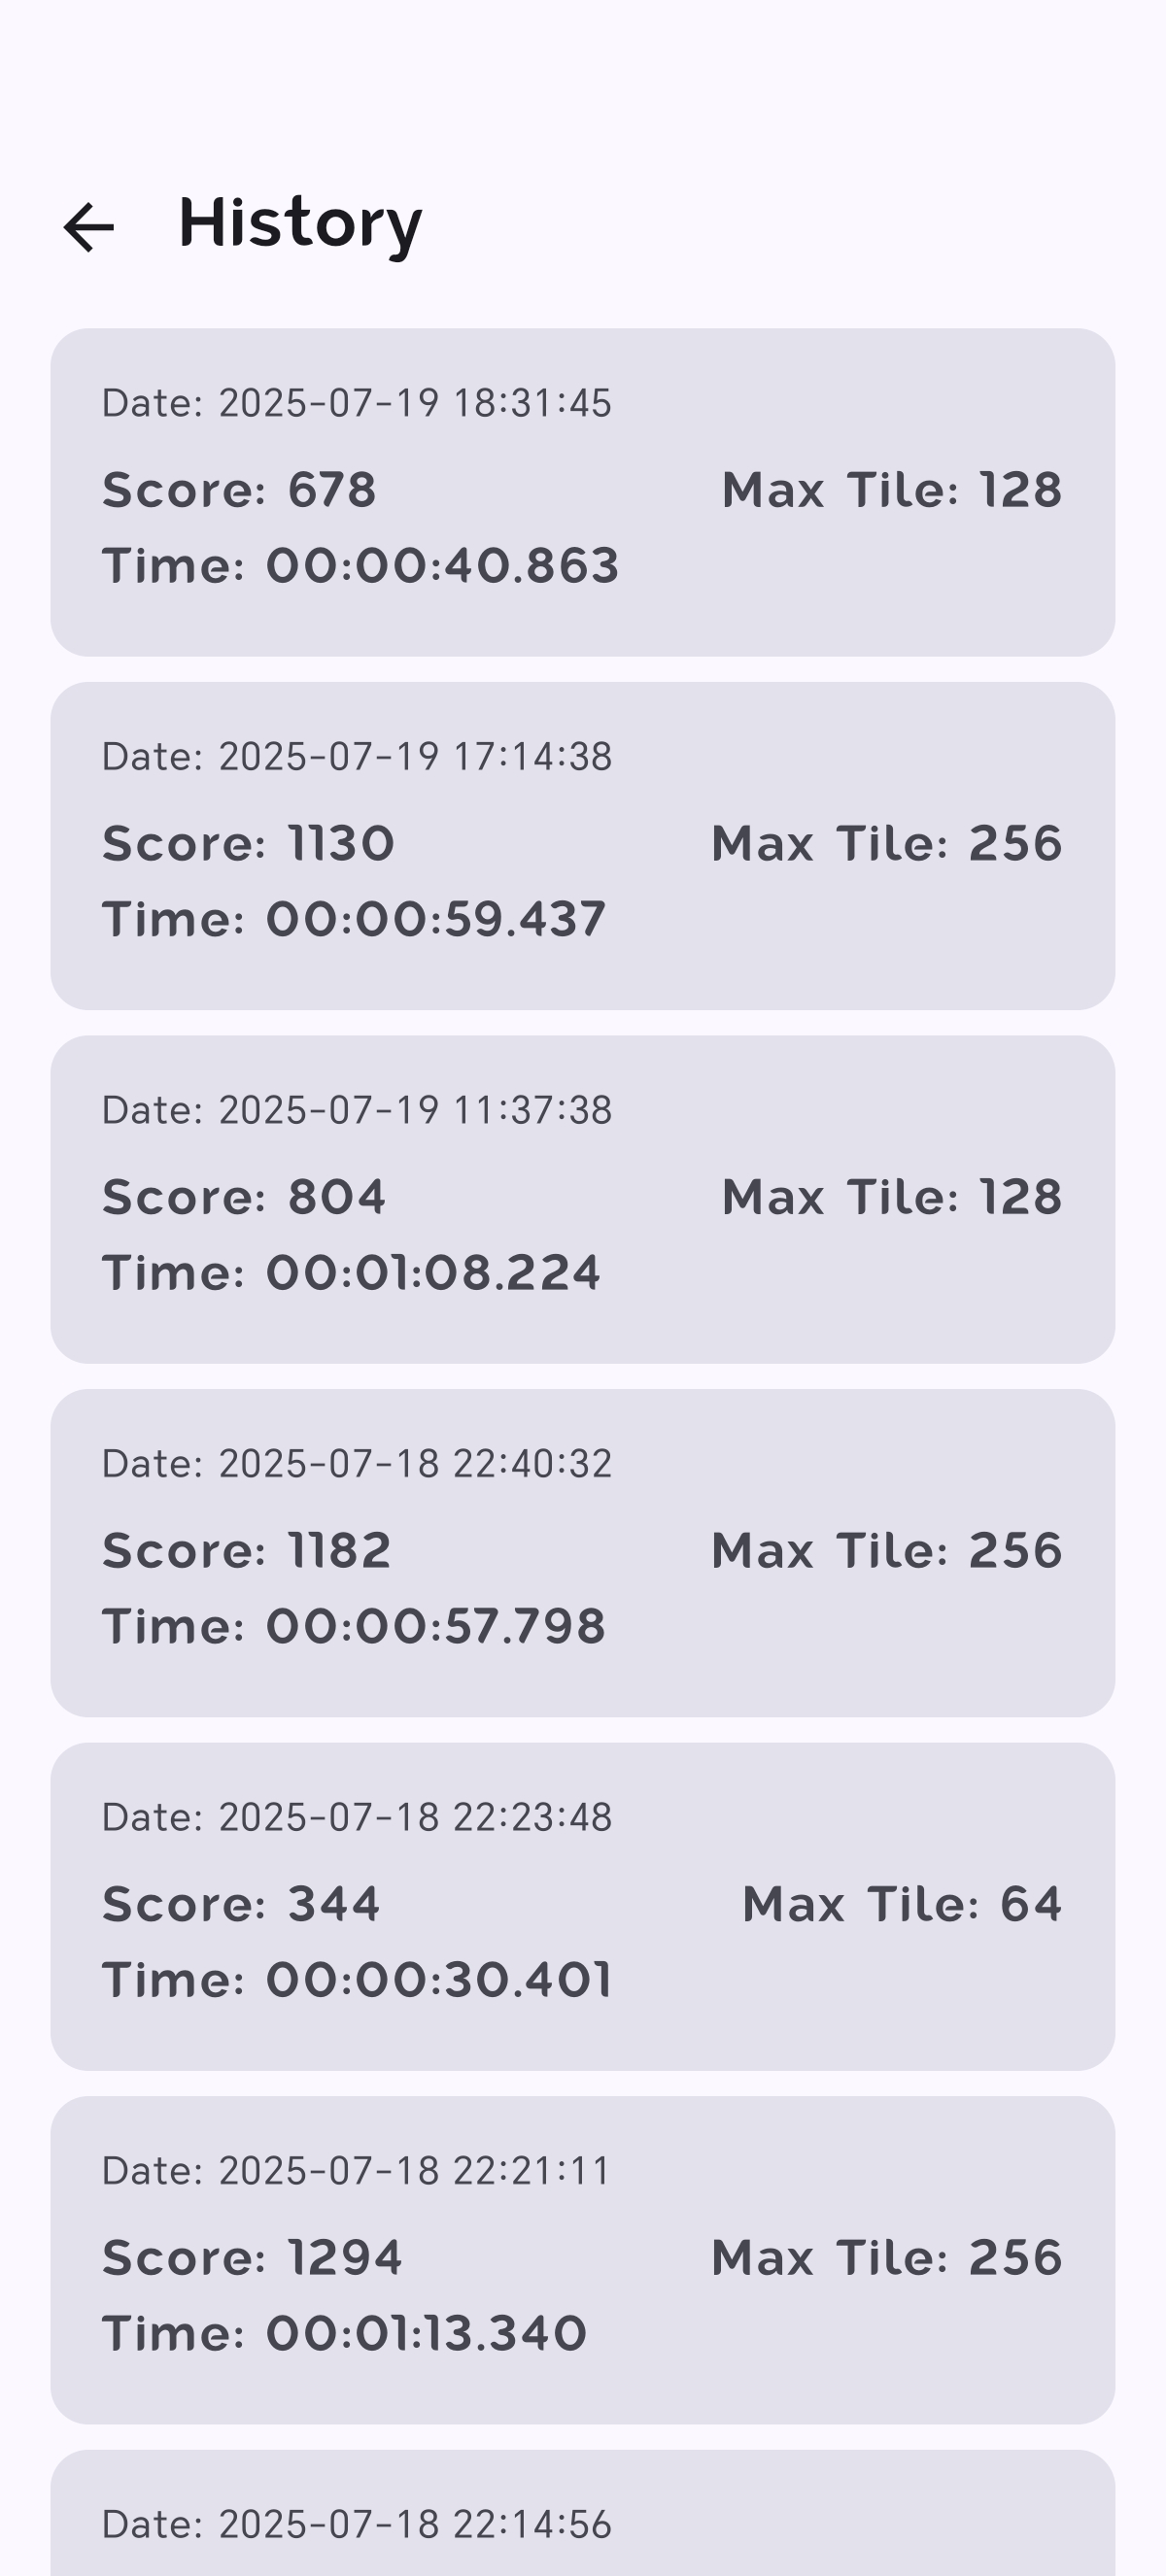 History
Date: 2025-07-19 18:31:45
Score: 678 Max Tile: 128
Time: 00:00:40.863
Date: 2025-07-19 17:14:38
Score: 1130 Max Tile: 256
Time: 00:00:59.437
Date: 2025-07-19 11:37:38
Score: 804 Max Tile: 128
Time: 00:01:08.224
Date: 2025-07-18 22:40:32
Score: 1182 Max Tile: 256
Time: 00:00:57.798
Date: 2025-07-18 22:23:48
Score: 344 Max Tile: 64
Time: 00:00:30.401
Date: 2025-07-18 22:21:11
Score: 1294 Max Tile: 256
Time: 00:01:13.340
Date: 2025-07-18 22:14:56